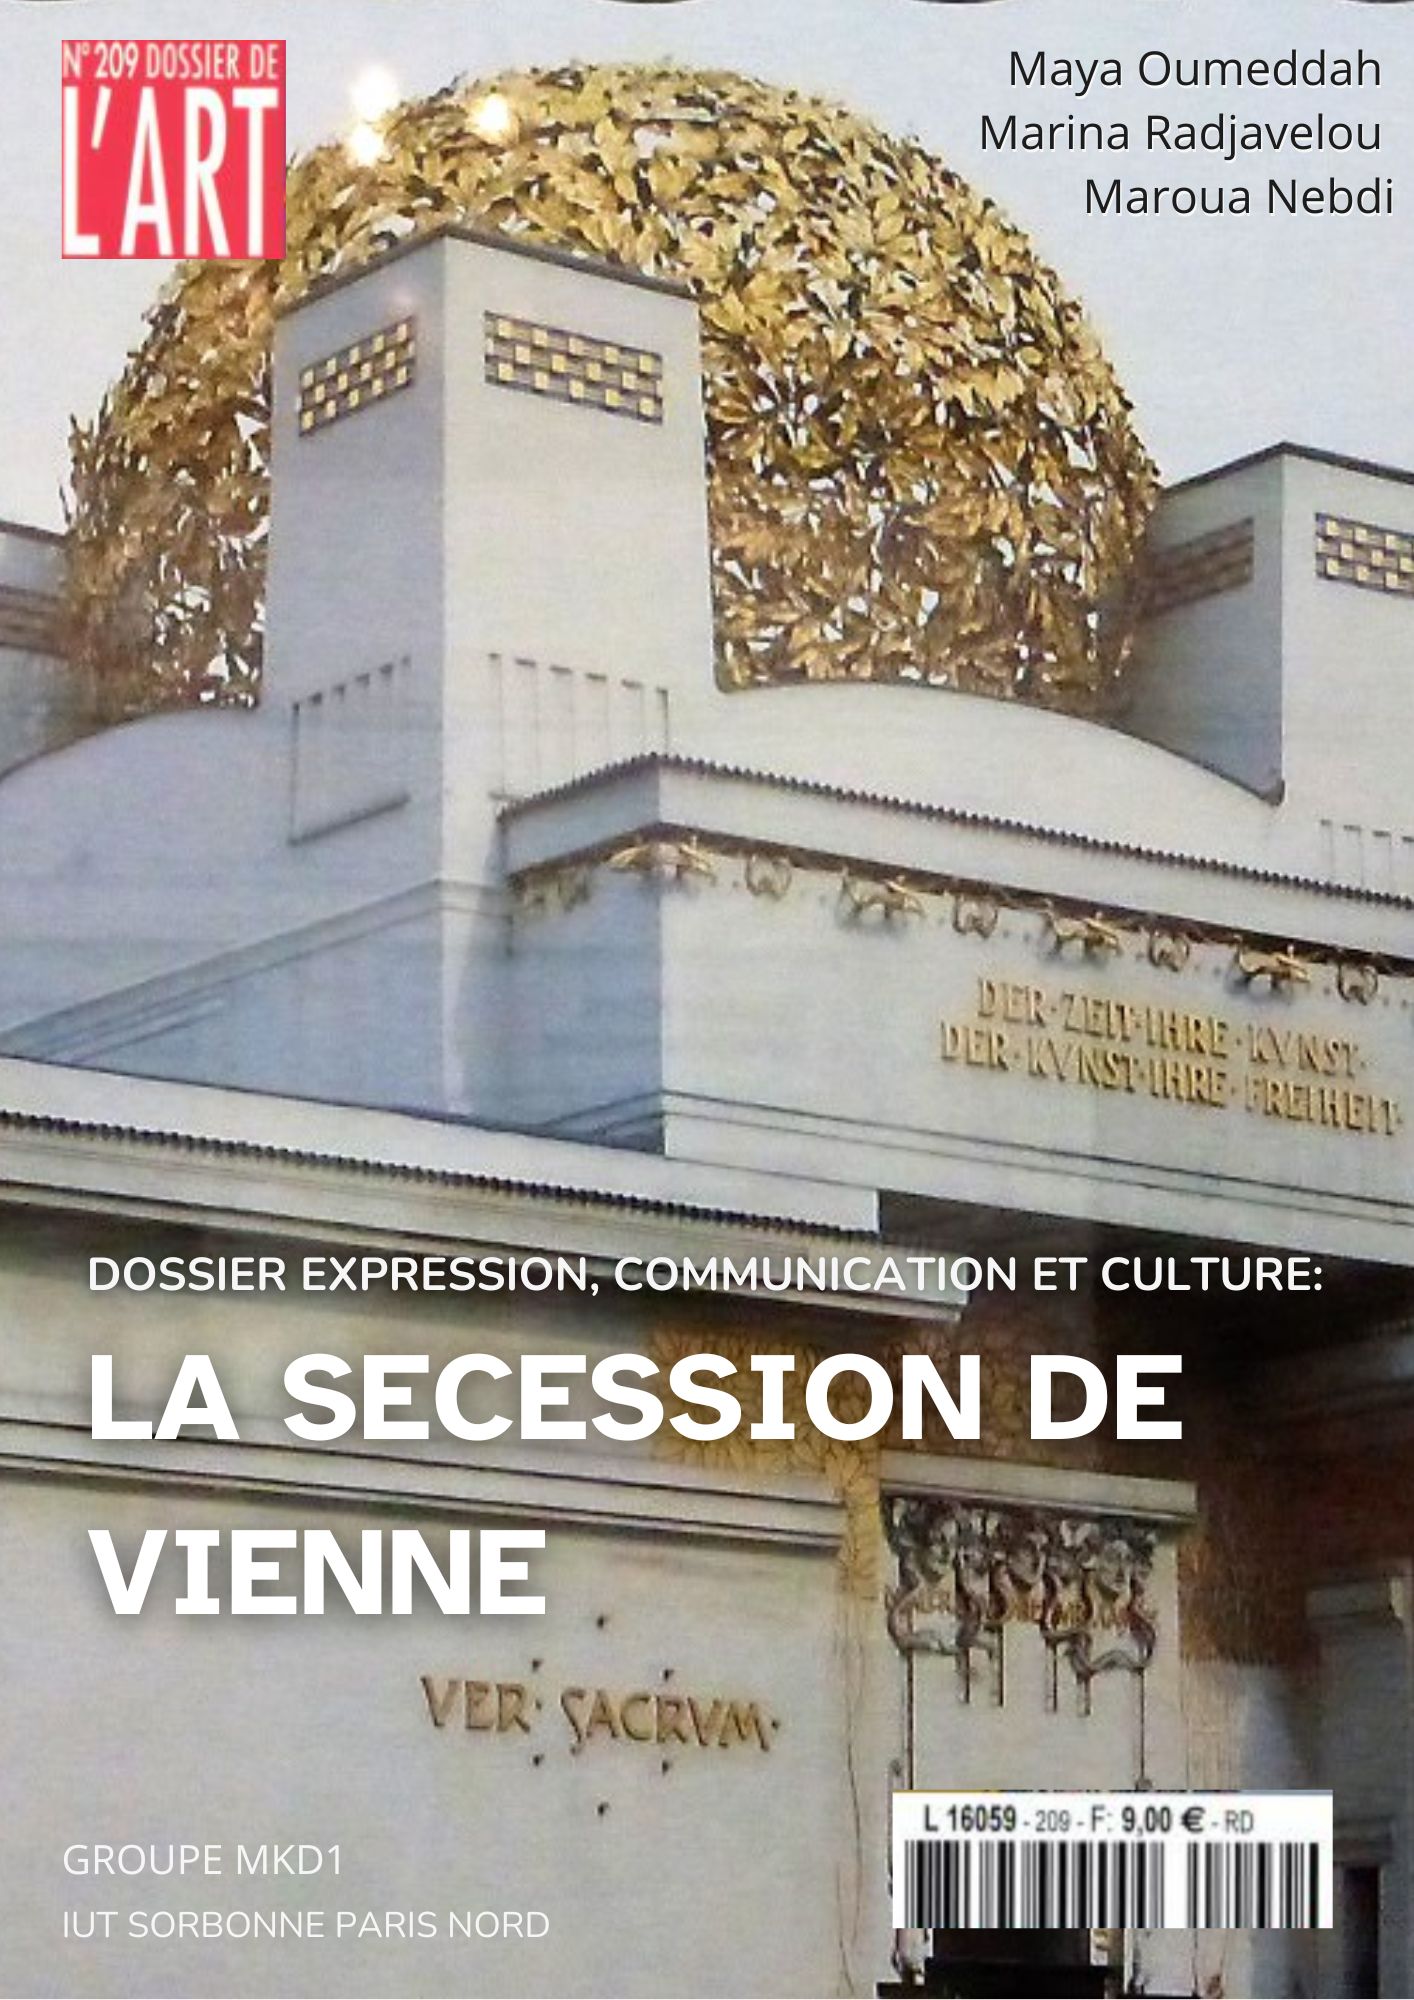 N° 209 DOSSIER DE
L'ART
Maya Oumeddah
Marina Radjavelou
Maroua Nebdi
DER·ZEIT·IHRE·KVNST·
DER·KVNST·IHRE·FREIHEIT·
DOSSIER EXPRESSION, COMMUNICATION ET CULTURE:
LA SECESSION DE
VIENNE
VER·SACRVM·
L 16059 - 209 - F: 9,00 € - RD
GROUPE MKD1
IUT SORBONNE PARIS NORD